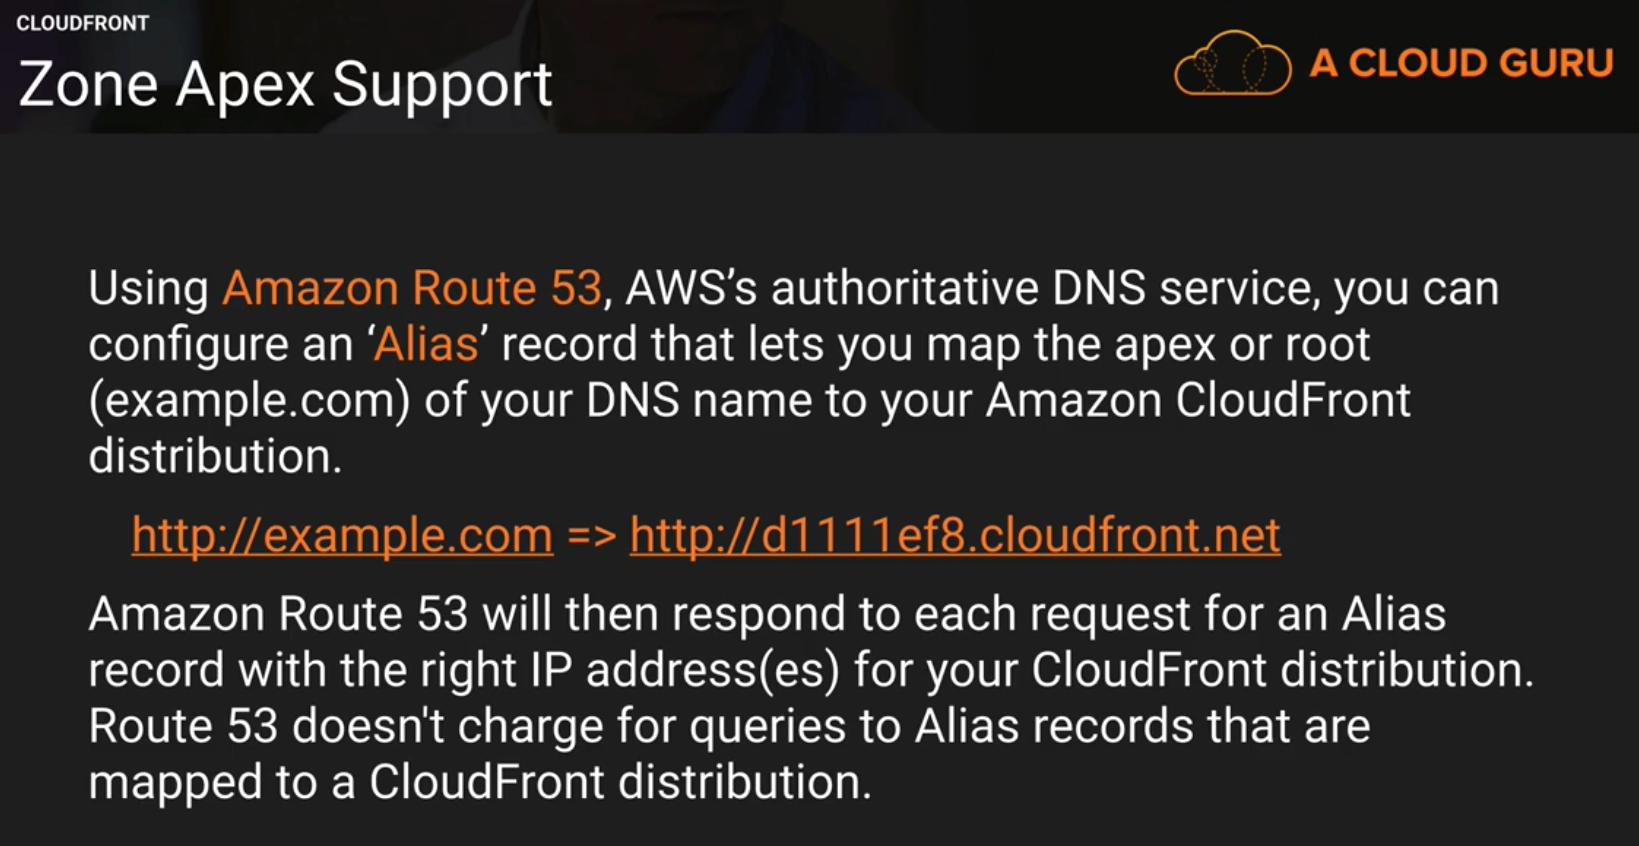 CLOUDFRONT
Zone Apex Support
A CLOUD GURU
Using Amazon Route 53, AWS’s authoritative DNS service, you can
configure an ‘Alias’ record that lets you map the apex or root
(example.com) of your DNS name to your Amazon CloudFront
distribution.
http://example.com => http://d1111ef8.cloudfront.net
Amazon Route 53 will then respond to each request for an Alias
record with the right IP address(es) for your CloudFront distribution.
Route 53 doesn't charge for queries to Alias records that are
mapped to a CloudFront distribution.